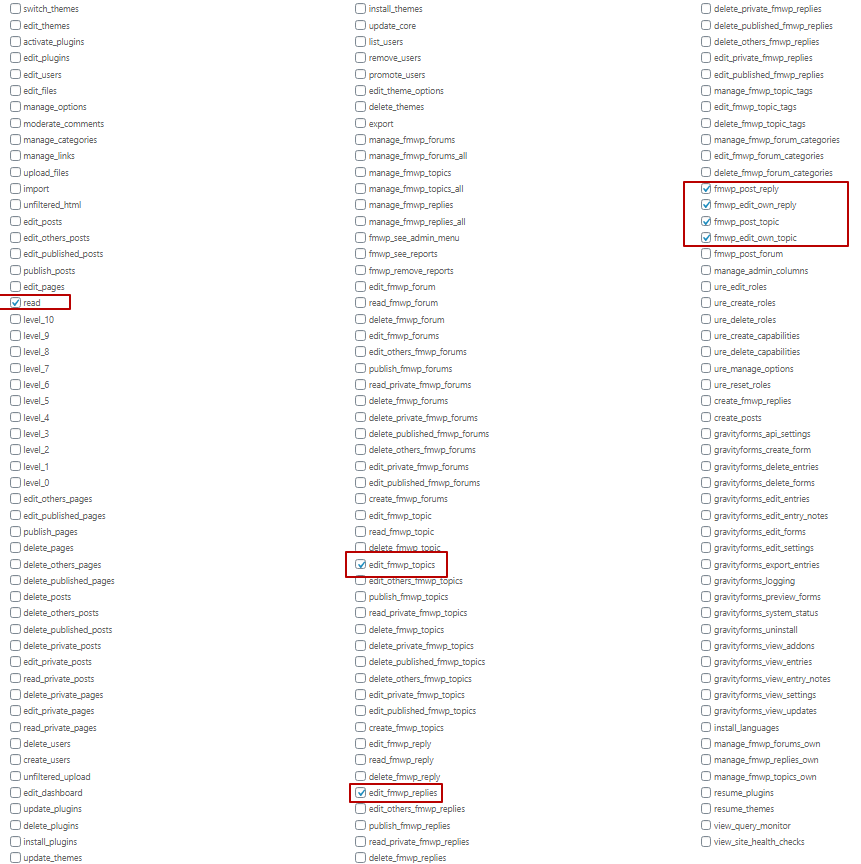 switch_themes
edit_themes
activate_plugins
edit_plugins
edit_users
edit_files
manage_options
moderate_comments
manage_categories
manage_links
upload_files
import
unfiltered_html
edit_posts
edit_others_posts
edit_published_posts
publish_posts
edit_pages
read
level_10
level_9
level_8
level_7
level_6
level_5
level_4
level_3
level_2
level_1
level_0
edit_others_pages
edit_published_pages
publish_pages
delete_pages
delete_others_pages
delete_published_pages
delete_posts
delete_others_posts
delete_published_posts
delete_private_posts
edit_private_posts
read_private_posts
delete_private_pages
edit_private_pages
read_private_pages
delete_users
create_users
unfiltered_upload
edit_dashboard
update_plugins
delete_plugins
install_plugins
update_themes
install_themes
update_core
list_users
remove_users
promote_users
edit_theme_options
delete_themes
export
manage_fmwp_forums
manage_fmwp_forums_all
manage_fmwp_topics
manage_fmwp_topics_all
manage_fmwp_replies
manage_fmwp_replies_all
fmwp_see_admin_menu
fmwp_see_reports
fmwp_remove_reports
edit_fmwp_forum
read_fmwp_forum
delete_fmwp_forum
edit_fmwp_forums
edit_others_fmwp_forums
publish_fmwp_forums
read_private_fmwp_forums
delete_fmwp_forums
delete_private_fmwp_forums
delete_published_fmwp_forums
delete_others_fmwp_forums
edit_private_fmwp_forums
edit_published_fmwp_forums
create_fmwp_forums
edit_fmwp_topic
read_fmwp_topic
delete_fmwp_topic
edit_fmwp_topics
edit_others_fmwp_topics
publish_fmwp_topics
read_private_fmwp_topics
delete_fmwp_topics
delete_private_fmwp_topics
delete_published_fmwp_topics
delete_others_fmwp_topics
edit_private_fmwp_topics
edit_published_fmwp_topics
create_fmwp_topics
edit_fmwp_reply
read_fmwp_reply
delete_fmwp_reply
edit_fmwp_replies
edit_others_fmwp_replies
publish_fmwp_replies
read_private_fmwp_replies
delete_fmwp_replies
delete_private_fmwp_replies
delete_published_fmwp_replies
delete_others_fmwp_replies
edit_private_fmwp_replies
edit_published_fmwp_replies
manage_fmwp_topic_tags
edit_fmwp_topic_tags
delete_fmwp_topic_tags
manage_fmwp_forum_categories
edit_fmwp_forum_categories
delete_fmwp_forum_categories
fmwp_post_reply
fmwp_edit_own_reply
fmwp_post_topic
fmwp_edit_own_topic
fmwp_post_forum
manage_admin_columns
ure_edit_roles
ure_create_roles
ure_delete_roles
ure_create_capabilities
ure_delete_capabilities
ure_manage_options
ure_reset_roles
create_fmwp_replies
create_posts
gravityforms_api_settings
gravityforms_create_form
gravityforms_delete_entries
gravityforms_delete_forms
gravityforms_edit_entries
gravityforms_edit_entry_notes
gravityforms_edit_forms
gravityforms_edit_settings
gravityforms_export_entries
gravityforms_logging
gravityforms_preview_forms
gravityforms_system_status
gravityforms_uninstall
gravityforms_view_addons
gravityforms_view_entries
gravityforms_view_entry_notes
gravityforms_view_settings
gravityforms_view_updates
install_languages
manage_fmwp_forums_own
manage_fmwp_replies_own
manage_fmwp_topics_own
resume_plugins
resume_themes
view_query_monitor
view_site_health_checks